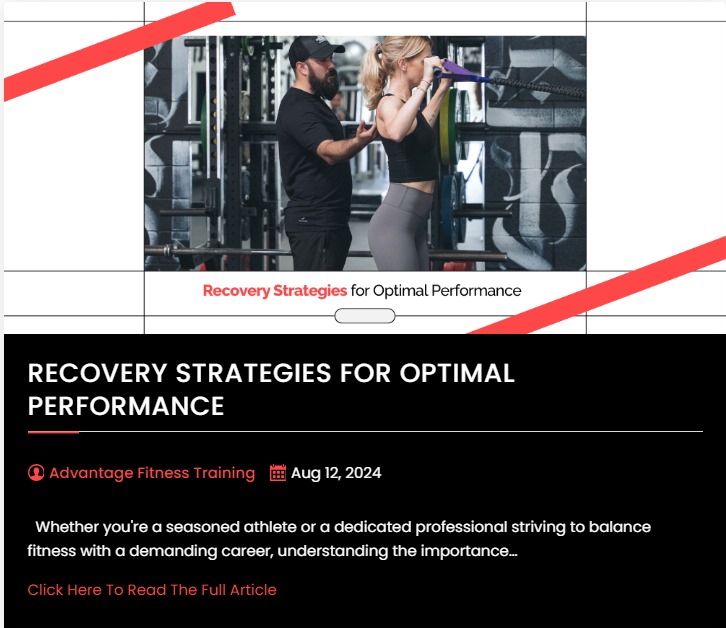 Recovery Strategies for Optimal Performance
RECOVERY STRATEGIES FOR OPTIMAL
PERFORMANCE
Advantage Fitness Training Aug 12, 2024
Whether you're a seasoned athlete or a dedicated professional striving to balance
fitness with a demanding career, understanding the importance...
Click Here To Read The Full Article